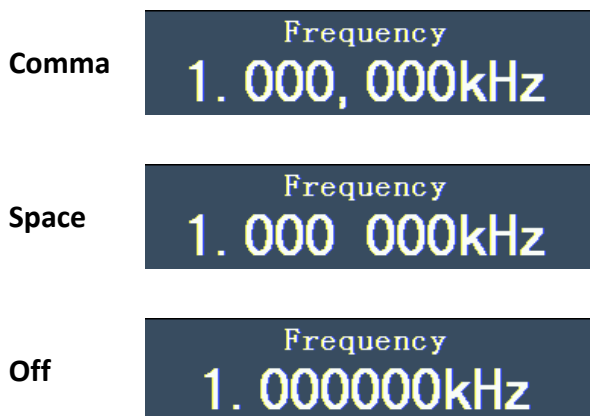 Comma
Frequency
1. 000, 000kHz
Space
Frequency
1. 000 000kHz
Off
Frequency
1. 000000kHz